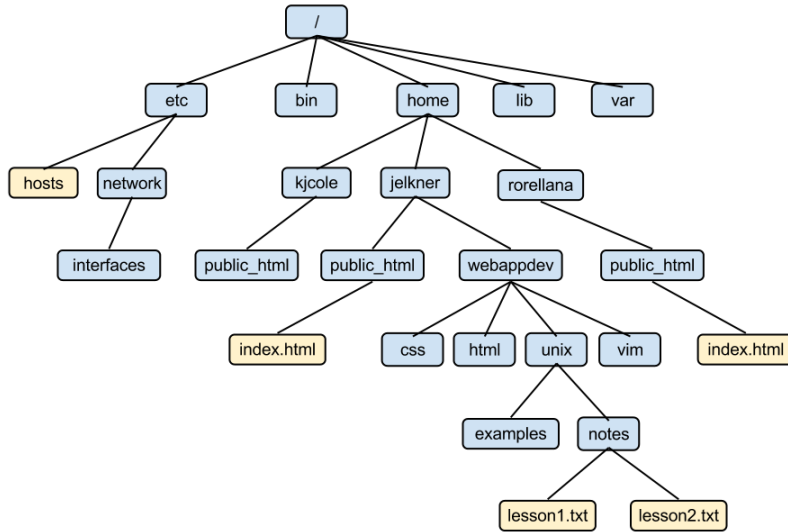 /
etc bin home lib var
hosts network kjcole jelkner rorellana
interfaces public_html public_html webappdev public_html
index.html css html unix vim index.html
examples notes
lesson1.txt lesson2.txt